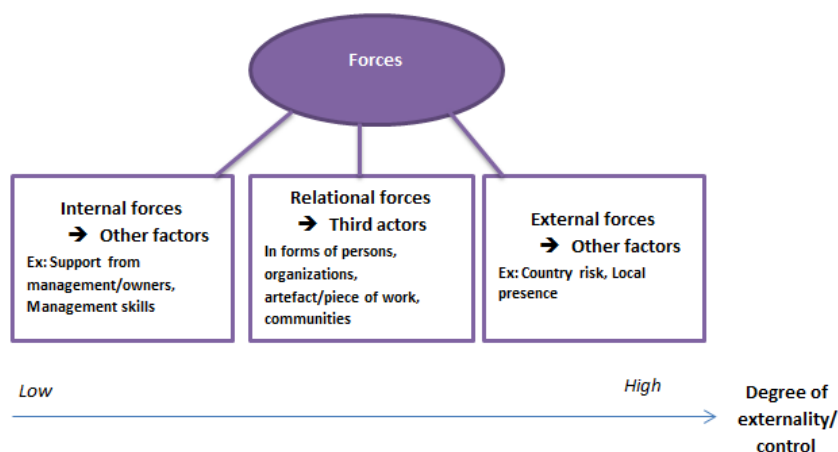 Forces
Internal forces
➔ Other factors
Ex: Support from
management/owners,
Management skills
Relational forces
➔ Third actors
In forms of persons,
organizations,
artefact/piece of work,
communities
External forces
➔ Other factors
Ex: Country risk, Local
presence
Low
High
Degree of
externality/
control